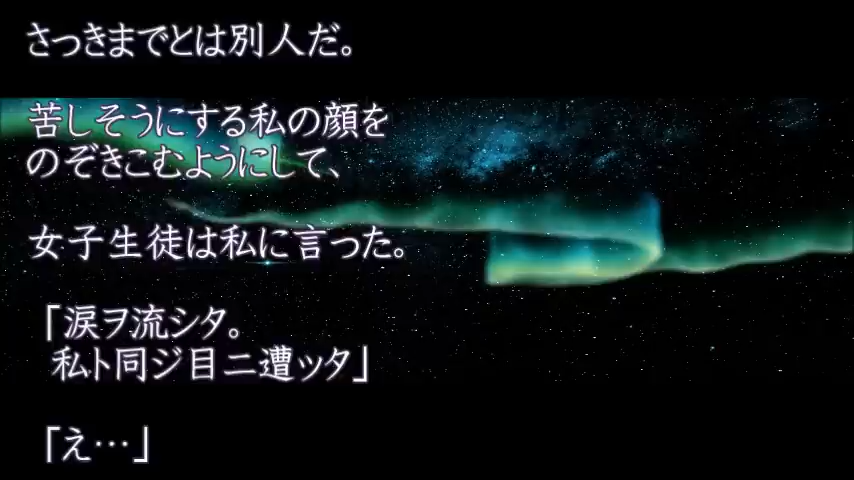 さっきまでとは別人だ。
苦しそうにする私の顔を
のぞきこむようにして、
女子生徒は私に言った。
「涙ヲ流シタ。
私ト同ジ目ニ遭ッタ」
「え…」